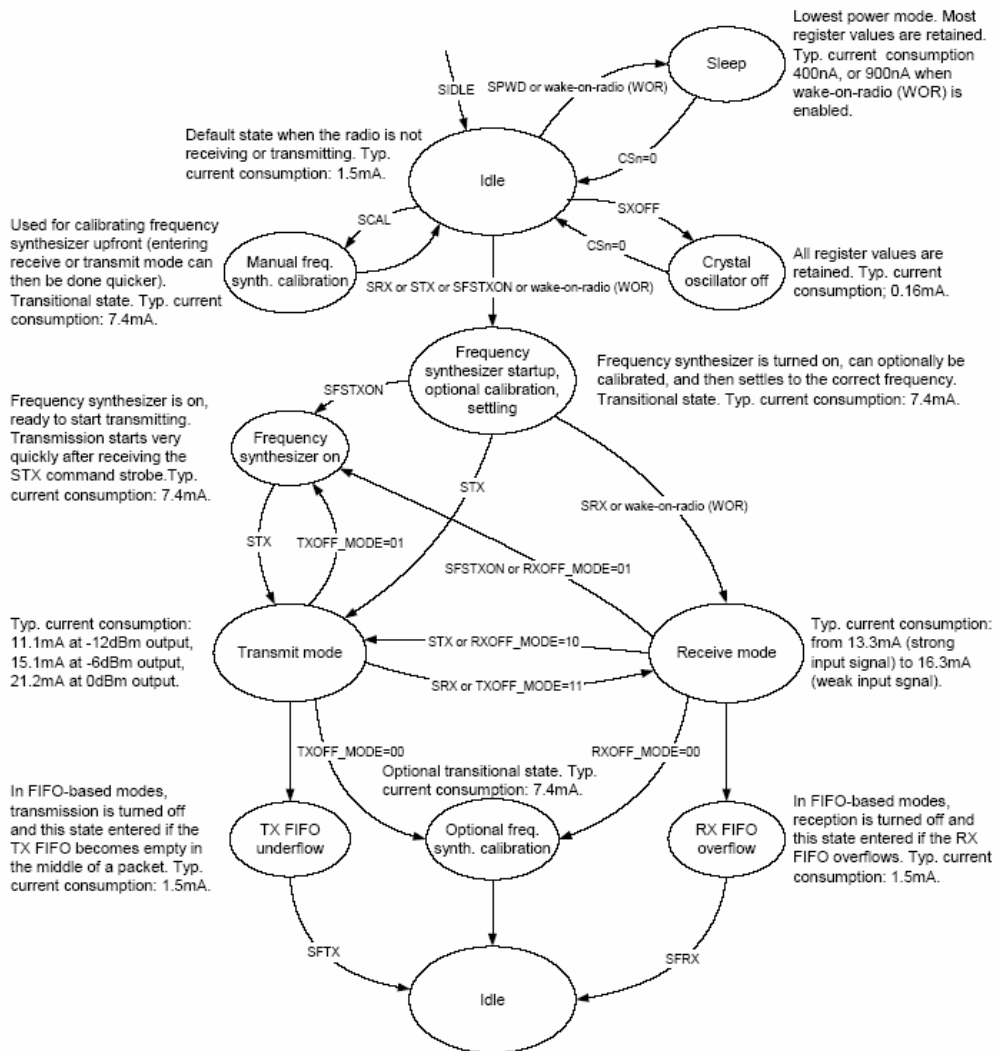 Lowest power mode. Most
register values are retained.
Typ. current consumption
400nA, or 900nA when
wake-on-radio (WOR) is
enabled.
Sleep
SIDLE
SPWD or wake-on-radio (WOR)
Default state when the radio is not
receiving or transmitting. Typ.
current consumption: 1.5mA.
CSn=0
Idle
SCAL
SXOFF
CSn=0
Used for calibrating frequency
synthesizer upfront (entering
receive or transmit mode can
then be done quicker).
Transitional state. Typ. current
consumption: 7.4mA.
Manual freq.
synth. calibration
Crystal
oscillator off
All register values are
retained. Typ. current
consumption; 0.16mA.
SRX or STX or SFSTXON or wake-on-radio (WOR)
Frequency
synthesizer startup,
optional calibration,
settling
Frequency synthesizer is turned on, can optionally be
calibrated, and then settles to the correct frequency.
Transitional state. Typ. current consumption: 7.4mA.
SFSTXON
Frequency synthesizer is on,
ready to start transmitting.
Transmission starts very
quickly after receiving the
STX command strobe.Typ.
current consumption: 7.4mA.
Frequency
synthesizer on
STX
SRX or wake-on-radio (WOR)
STX
TXOFF_MODE=01
SFSTXON or RXOFF_MODE=01
Typ. current consumption:
11.1mA at -12dBm output,
15.1mA at -6dBm output,
21.2mA at 0dBm output.
Transmit mode
STX or RXOFF_MODE=10
SRX or TXOFF_MODE=11
Receive mode
Typ. current consumption:
from 13.3mA (strong
input signal) to 16.3mA
(weak input sgnal).
TXOFF_MODE=00
RXOFF_MODE=00
Optional transitional state. Typ.
current consumption: 7.4mA.
In FIFO-based modes,
transmission is turned off
and this state entered if the
TX FIFO becomes empty in
the middle of a packet. Typ.
current consumption: 1.5mA.
TX FIFO
underflow
Optional freq.
synth. calibration
RX FIFO
overflow
In FIFO-based modes,
reception is turned off and
this state entered if the RX
FIFO overflows. Typ. current
consumption: 1.5mA.
SFTX
SFRX
Idle